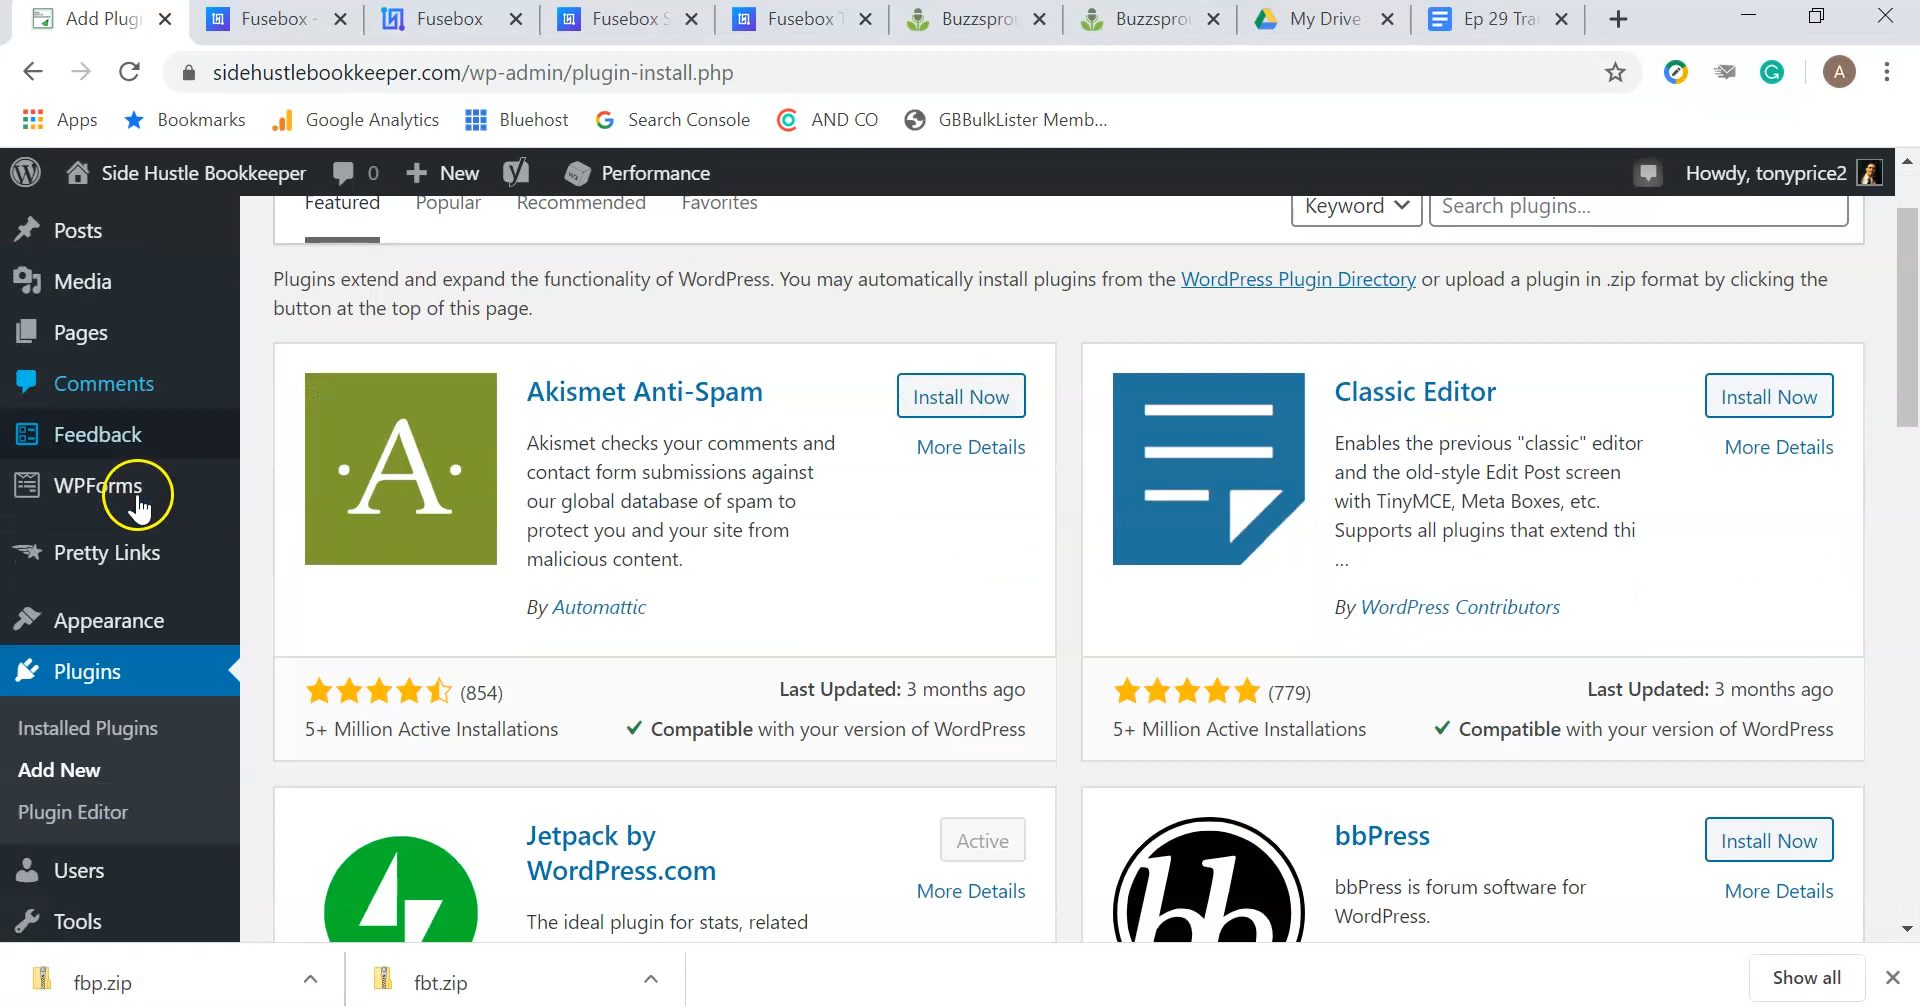 Add Plugi
Fusebox -
Fusebox
Fusebox S
Fusebox T
Buzzsprou
Buzzsprou
My Drive
Ep 29 Tra
sidehustlebookkeeper.com/wp-admin/plugin-install.php
A
Apps
Bookmarks
Google Analytics
Bluehost
Search Console
AND CO
GBBulkLister Memb...
Side Hustle Bookkeeper
0
New
Performance
Howdy, tonyprice2
Posts
Media
Pages
Comments
Feedback
WPForms
Pretty Links
Appearance
Plugins
Installed Plugins
Add New
Plugin Editor
Users
Tools
Featured
Popular
Recommended
Favorites
Keyword
Search plugins...
Plugins extend and expand the functionality of WordPress. You may automatically install plugins from the WordPress Plugin Directory or upload a plugin in .zip format by clicking the
button at the top of this page.
·A·
Akismet Anti-Spam
Install Now
More Details
Akismet checks your comments and
contact form submissions against
our global database of spam to
protect you and your site from
malicious content.
By Automattic
(854)
Last Updated: 3 months ago
5+ Million Active Installations
Compatible with your version of WordPress
Classic Editor
Install Now
More Details
Enables the previous "classic" editor
and the old-style Edit Post screen
with TinyMCE, Meta Boxes, etc.
Supports all plugins that extend thi
...
By WordPress Contributors
(779)
Last Updated: 3 months ago
5+ Million Active Installations
Compatible with your version of WordPress
Jetpack by
WordPress.com
Active
More Details
The ideal plugin for stats, related
bb
bbPress
Install Now
More Details
bbPress is forum software for
WordPress.
fbp.zip
fbt.zip
Show all